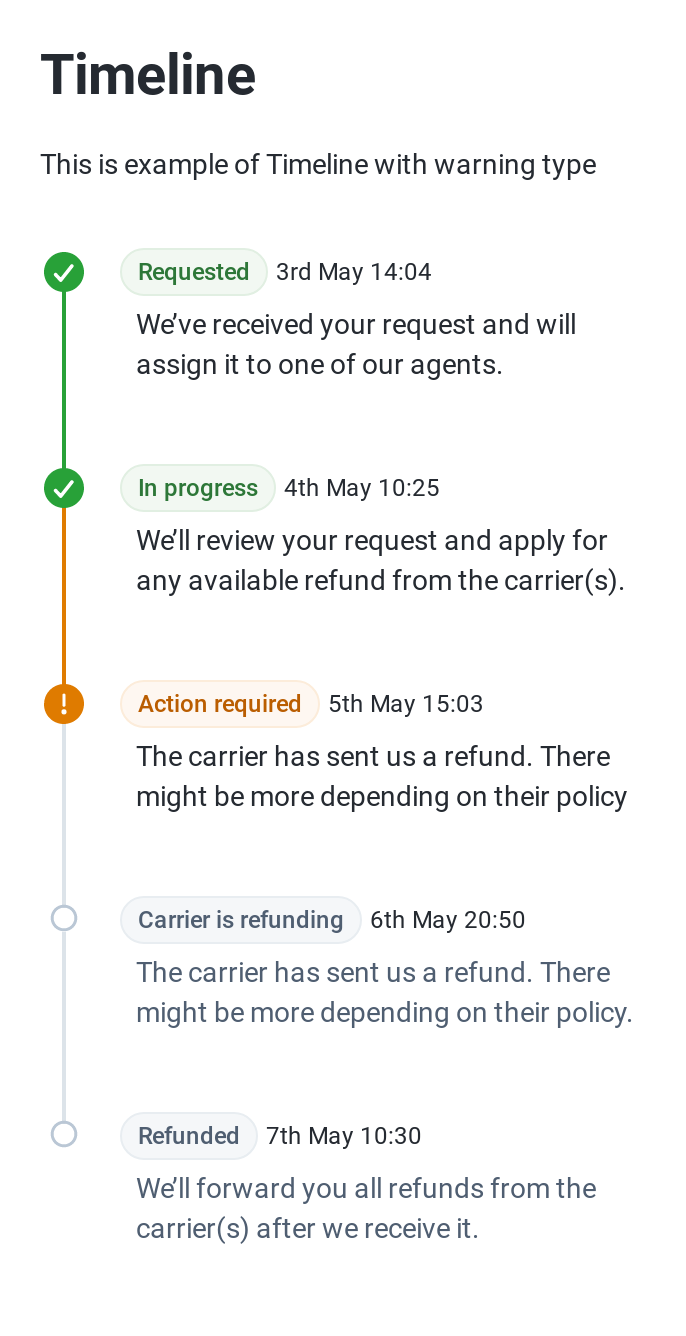 Timeline
This is example of Timeline with warning type
Requested 3rd May 14:04
We’ve received your request and will
assign it to one of our agents.
In progress 4th May 10:25
We’ll review your request and apply for
any available refund from the carrier(s).
Action required 5th May 15:03
The carrier has sent us a refund. There
might be more depending on their policy
Carrier is refunding 6th May 20:50
The carrier has sent us a refund. There
might be more depending on their policy.
Refunded 7th May 10:30
We’ll forward you all refunds from the
carrier(s) after we receive it.